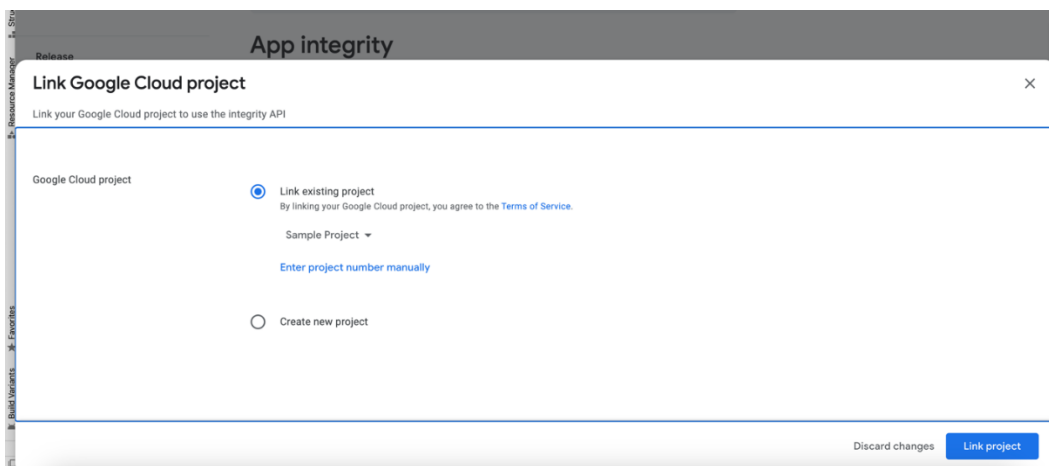 App integrity
Release
Link Google Cloud project
Link your Google Cloud project to use the integrity API
Google Cloud project
Link existing project
By linking your Google Cloud project, you agree to the Terms of Service.
Sample Project
Enter project number manually
Create new project
Discard changes
Link project
Resource Manager
Favorites
Build Variants